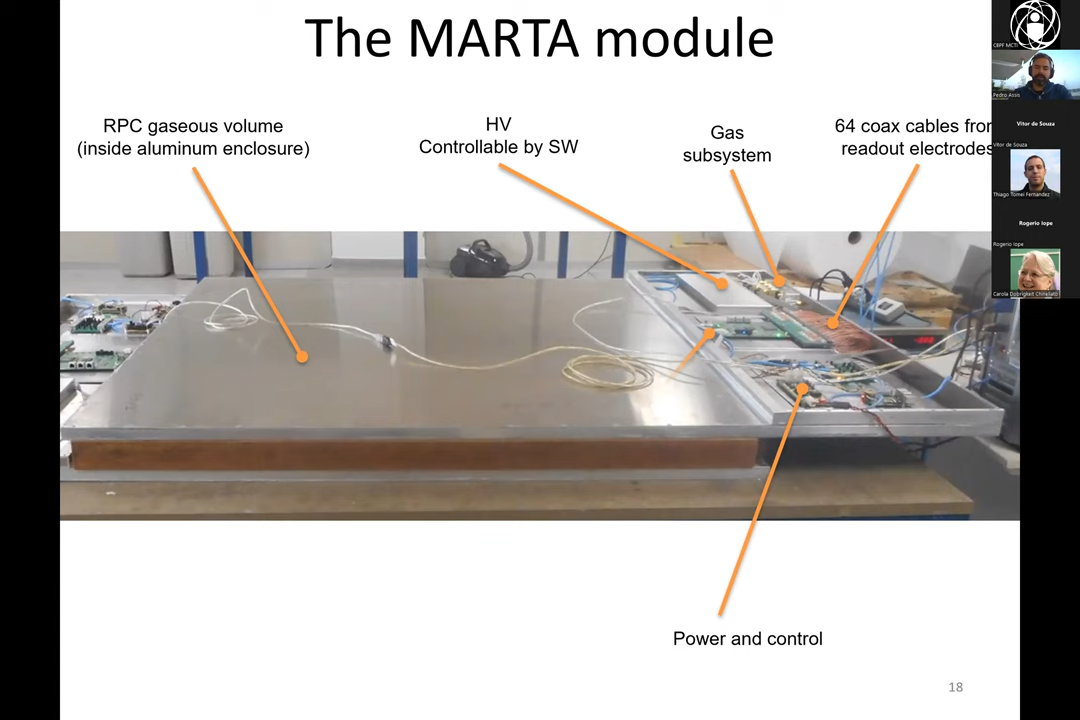 The MARTA module
RPC gaseous volume
(inside aluminum enclosure)
HV
Controllable by SW
Gas
subsystem
64 coax cables from
readout electrodes
Power and control
18
CBPF MCTI
Pedro Assis
Vitor de Souza
Vitor de Souza
Thiago Tomei Fernandez
Rogerio Iope
Rogerio Iope
Carola Dobrigkeit Chinellato